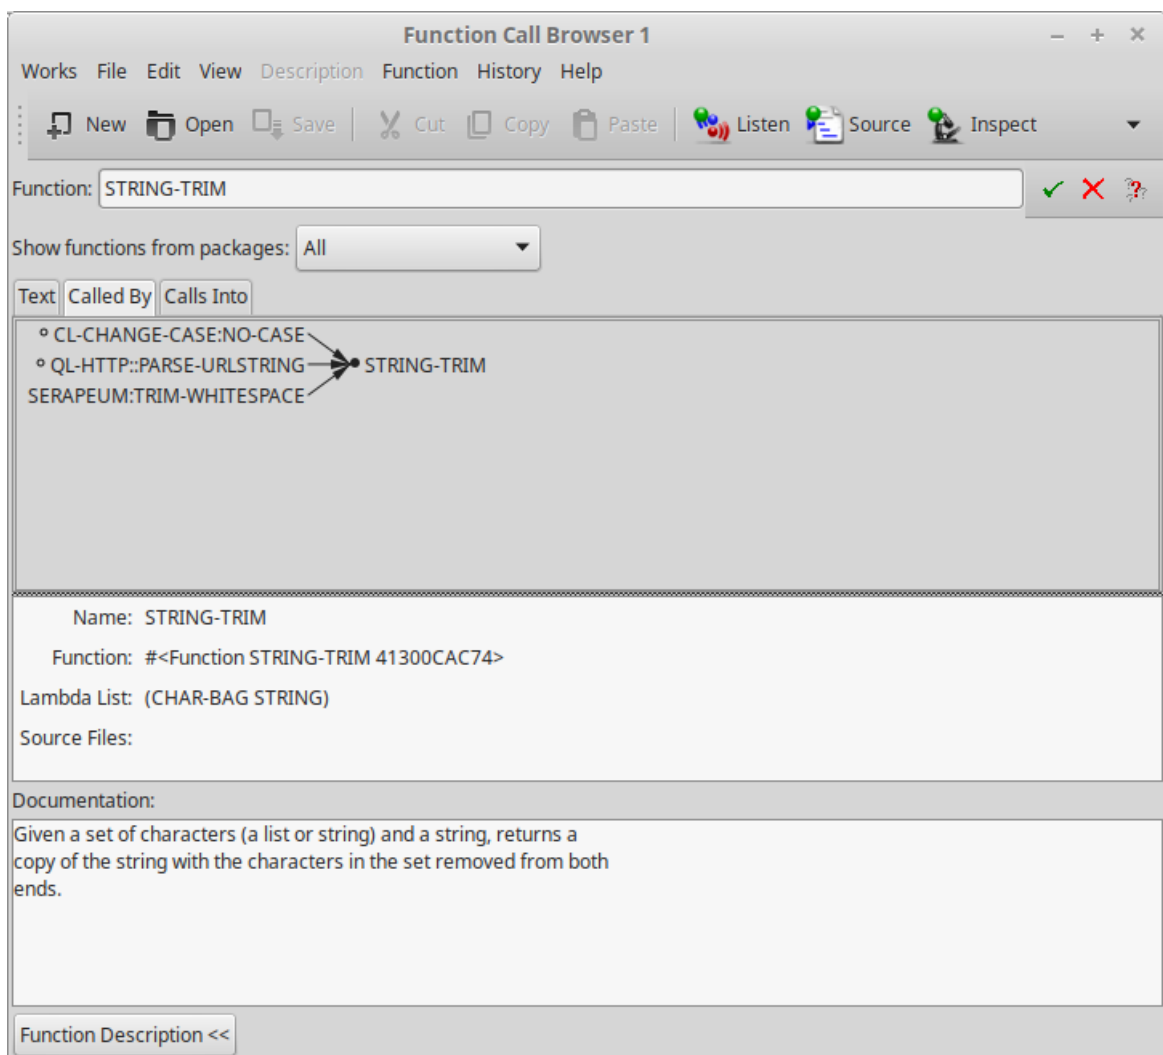 Function Call Browser 1
Works File Edit View Description Function History Help
New Open Save Cut Copy Paste Listen Source Inspect
Function: STRING-TRIM
Show functions from packages: All
Text Called By Calls Into
CL-CHANGE-CASE:NO-CASE
QL-HTTP::PARSE-URLSTRING STRING-TRIM
SERAPEUM:TRIM-WHITESPACE
Name: STRING-TRIM
Function: #<Function STRING-TRIM 41300CAC74>
Lambda List: (CHAR-BAG STRING)
Source Files:
Documentation:
Given a set of characters (a list or string) and a string, returns a
copy of the string with the characters in the set removed from both
ends.
Function Description <<